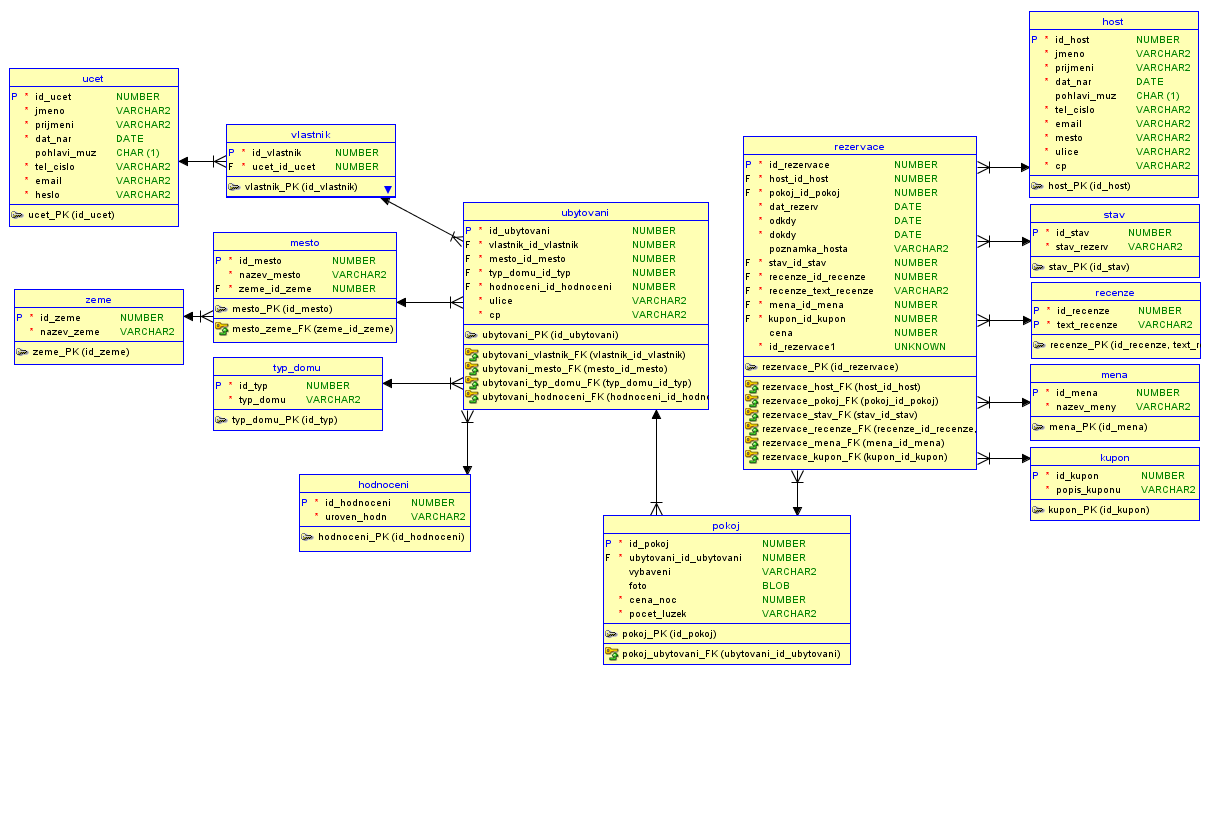 ucet
P * id_ucet NUMBER
* jmeno VARCHAR2
* prijmeni VARCHAR2
* dat_nar DATE
pohlavi_muz CHAR (1)
* tel_cislo VARCHAR2
* email VARCHAR2
* heslo VARCHAR2
ucet_PK (id_ucet)
vlastnik
P * id_vlastnik NUMBER
F * ucet_id_ucet NUMBER
vlastnik_PK (id_vlastnik)
mesto
P * id_mesto NUMBER
* nazev_mesto VARCHAR2
F * zeme_id_zeme NUMBER
mesto_PK (id_mesto)
mesto_zeme_FK (zeme_id_zeme)
zeme
P * id_zeme NUMBER
* nazev_zeme VARCHAR2
zeme_PK (id_zeme)
typ_domu
P * id_typ NUMBER
* typ_domu VARCHAR2
typ_domu_PK (id_typ)
hodnoceni
P * id_hodnoceni NUMBER
* uroven_hodn VARCHAR2
hodnoceni_PK (id_hodnoceni)
ubytovani
P * id_ubytovani NUMBER
F * vlastnik_id_vlastnik NUMBER
F * mesto_id_mesto NUMBER
F * typ_domu_id_typ NUMBER
F * hodnoceni_id_hodnoceni NUMBER
* ulice VARCHAR2
* cp VARCHAR2
ubytovani_PK (id_ubytovani)
ubytovani_vlastnik_FK (vlastnik_id_vlastnik)
ubytovani_mesto_FK (mesto_id_mesto)
ubytovani_typ_domu_FK (typ_domu_id_typ)
ubytovani_hodnoceni_FK (hodnoceni_id_hodno
pokoj
P * id_pokoj NUMBER
F * ubytovani_id_ubytovani NUMBER
vybaveni VARCHAR2
foto BLOB
* cena_noc NUMBER
* pocet_luzek VARCHAR2
pokoj_PK (id_pokoj)
pokoj_ubytovani_FK (ubytovani_id_ubytovani)
rezervace
P * id_rezervace NUMBER
F * host_id_host NUMBER
F * pokoj_id_pokoj NUMBER
* dat_rezerv DATE
* odkdy DATE
* dokdy DATE
poznamka_hosta VARCHAR2
F * stav_id_stav NUMBER
F * recenze_id_recenze NUMBER
F * recenze_text_recenze VARCHAR2
F * mena_id_mena NUMBER
F * kupon_id_kupon NUMBER
cena NUMBER
* id_rezervace1 UNKNOWN
rezervace_PK (id_rezervace)
rezervace_host_FK (host_id_host)
rezervace_pokoj_FK (pokoj_id_pokoj)
rezervace_stav_FK (stav_id_stav)
rezervace_recenze_FK (recenze_id_recenze,
rezervace_mena_FK (mena_id_mena)
rezervace_kupon_FK (kupon_id_kupon)
host
P * id_host NUMBER
* jmeno VARCHAR2
* prijmeni VARCHAR2
* dat_nar DATE
pohlavi_muz CHAR (1)
* tel_cislo VARCHAR2
* email VARCHAR2
* mesto VARCHAR2
* ulice VARCHAR2
* cp VARCHAR2
host_PK (id_host)
stav
P * id_stav NUMBER
* stav_rezerv VARCHAR2
stav_PK (id_stav)
recenze
P * id_recenze NUMBER
P * text_recenze VARCHAR2
recenze_PK (id_recenze, text_r
mena
P * id_mena NUMBER
* nazev_meny VARCHAR2
mena_PK (id_mena)
kupon
P * id_kupon NUMBER
* popis_kuponu VARCHAR2
kupon_PK (id_kupon)